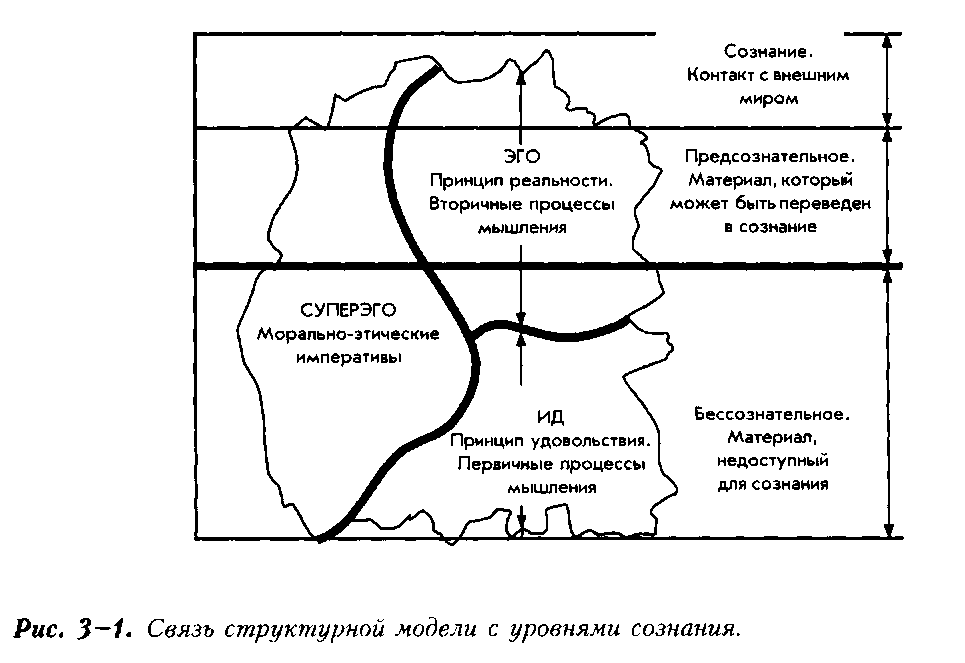 Сознание.
Контакт с внешним
миром
ЭГО
Принцип реальности.
Вторичные процессы
мышления
Предсознательное.
Материал, который
может быть переведен
в сознание
СУПЕРЭГО
Морально-этические
императивы
ИД
Принцип удовольствия.
Первичные процессы
мышления
Бессознательное.
Материал,
недоступный
для сознания
Рис. 3–1. Связь структурной модели с уровнями сознания.